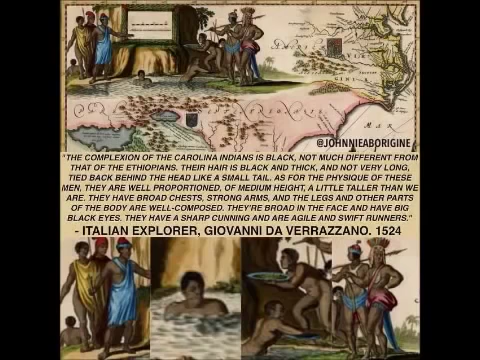 @JOHNNIEABORIGINE
"THE COMPLEXION OF THE CAROLINA INDIANS IS BLACK, NOT MUCH DIFFERENT FROM
THAT OF THE ETHIOPIANS. THEIR HAIR IS BLACK AND THICK, AND NOT VERY LONG,
TIED BACK BEHIND THE HEAD LIKE A SMALL TAIL. AS FOR THE PHYSIQUE OF THESE
MEN, THEY ARE WELL PROPORTIONED, OF MEDIUM HEIGHT, A LITTLE TALLER THAN WE
ARE. THEY HAVE BROAD CHESTS, STRONG ARMS, AND THE LEGS AND OTHER PARTS
OF THE BODY ARE WELL-COMPOSED. THEY'RE BROAD IN THE FACE AND HAVE BIG
BLACK EYES. THEY HAVE A SHARP CUNNING AND ARE AGILE AND SWIFT RUNNERS."
- ITALIAN EXPLORER, GIOVANNI DA VERRAZZANO. 1524